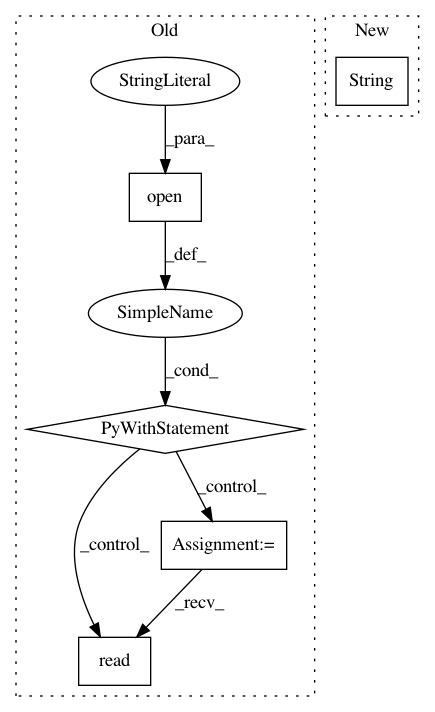 Old
New
StringLiteral
String
_para_
open
_def_
SimpleName
_cond_
PyWithStatement
_control_
_control_
Assignment:=
_recv_
read